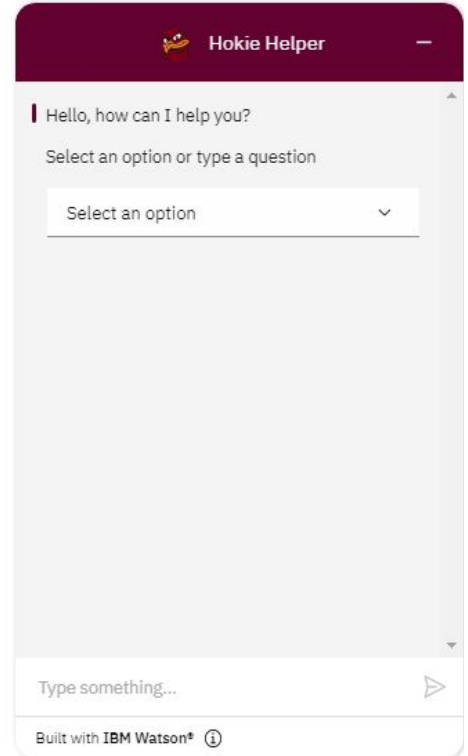 Hokie Helper
Hello, how can I help you?
Select an option or type a question
Select an option
Type something...
Built with IBM Watson®